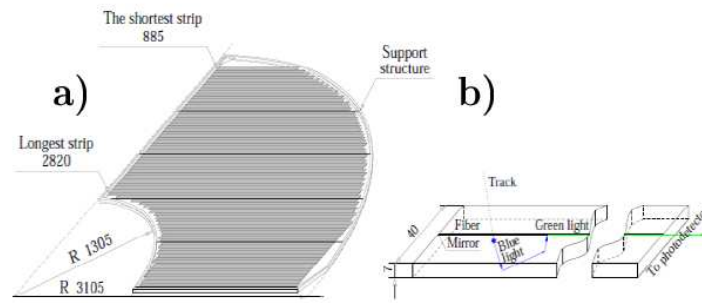 The shortest strip
885
Support
structure
a)
b)
Longest strip
2820
Track
40
Fiber
Green light
Mirror
Blue
light
To photodetecto
7
R 1305
R 3105